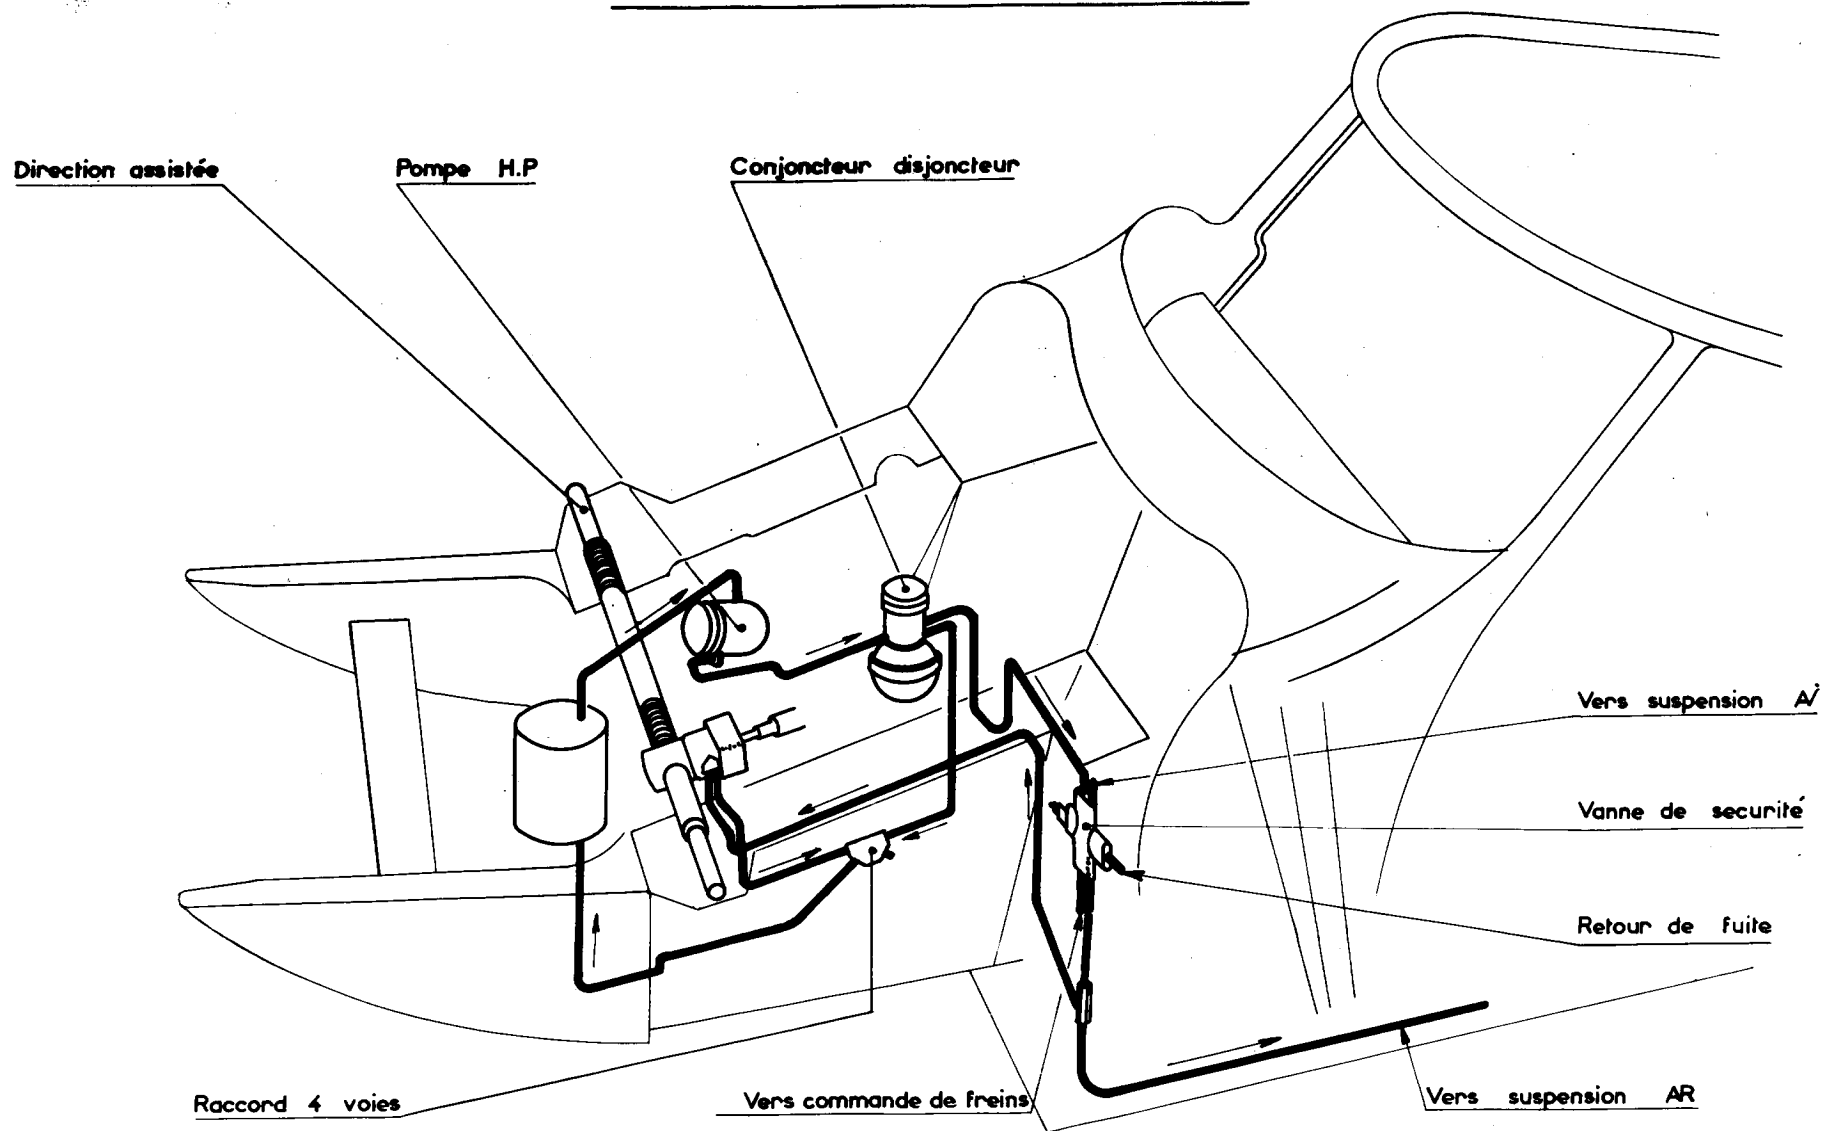 Direction assistée
Pompe H.P
Conjoncteur disjoncteur
Vers suspension AV
Vanne de securité
Retour de fuite
Raccord 4 voies
Vers commande de freins
Vers suspension AR